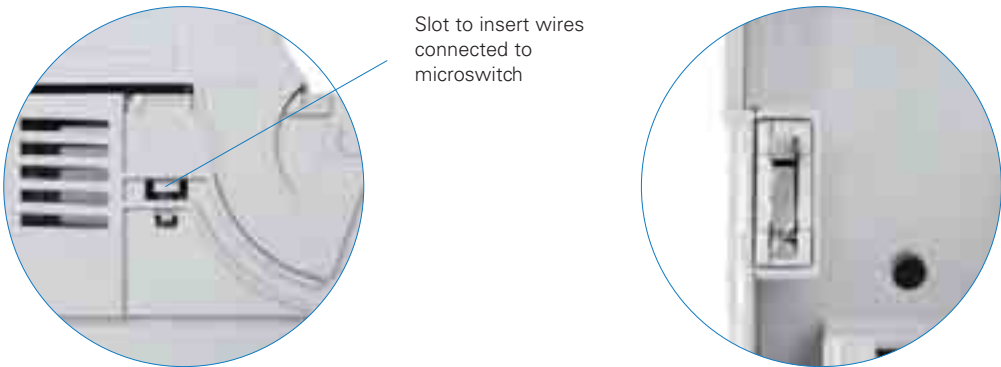 Slot to insert wires
connected to
microswitch